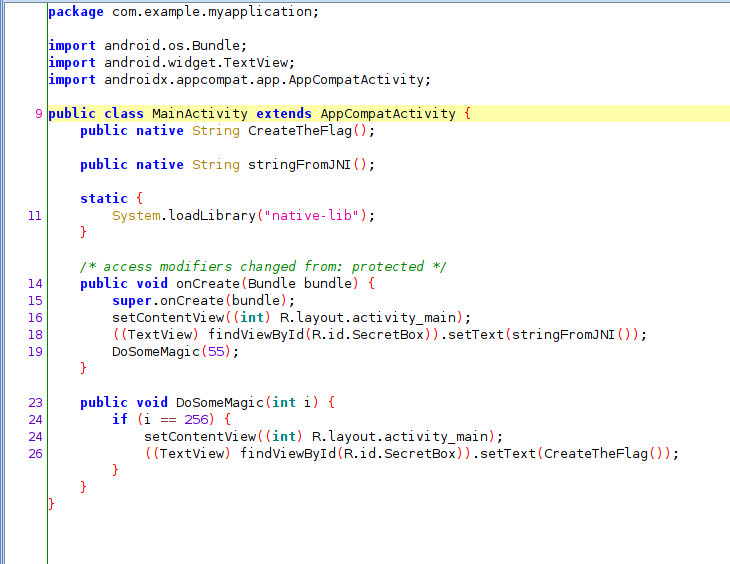 package com.example.myapplication;
import android.os.Bundle;
import android.widget.TextView;
import androidx.appcompat.app.AppCompatActivity;
9 public class MainActivity extends AppCompatActivity {
public native String CreateTheFlag();
public native String stringFromJNI();
static {
11 System.loadLibrary("native-lib");
}
/* access modifiers changed from: protected */
14 public void onCreate(Bundle bundle) {
15 super.onCreate(bundle);
16 setContentView((int) R.layout.activity_main);
18 ((TextView) findViewById(R.id.SecretBox)).setText(stringFromJNI());
19 DoSomeMagic(55);
}
23 public void DoSomeMagic(int i) {
24 if (i == 256) {
24 setContentView((int) R.layout.activity_main);
26 ((TextView) findViewById(R.id.SecretBox)).setText(CreateTheFlag());
}
}
}